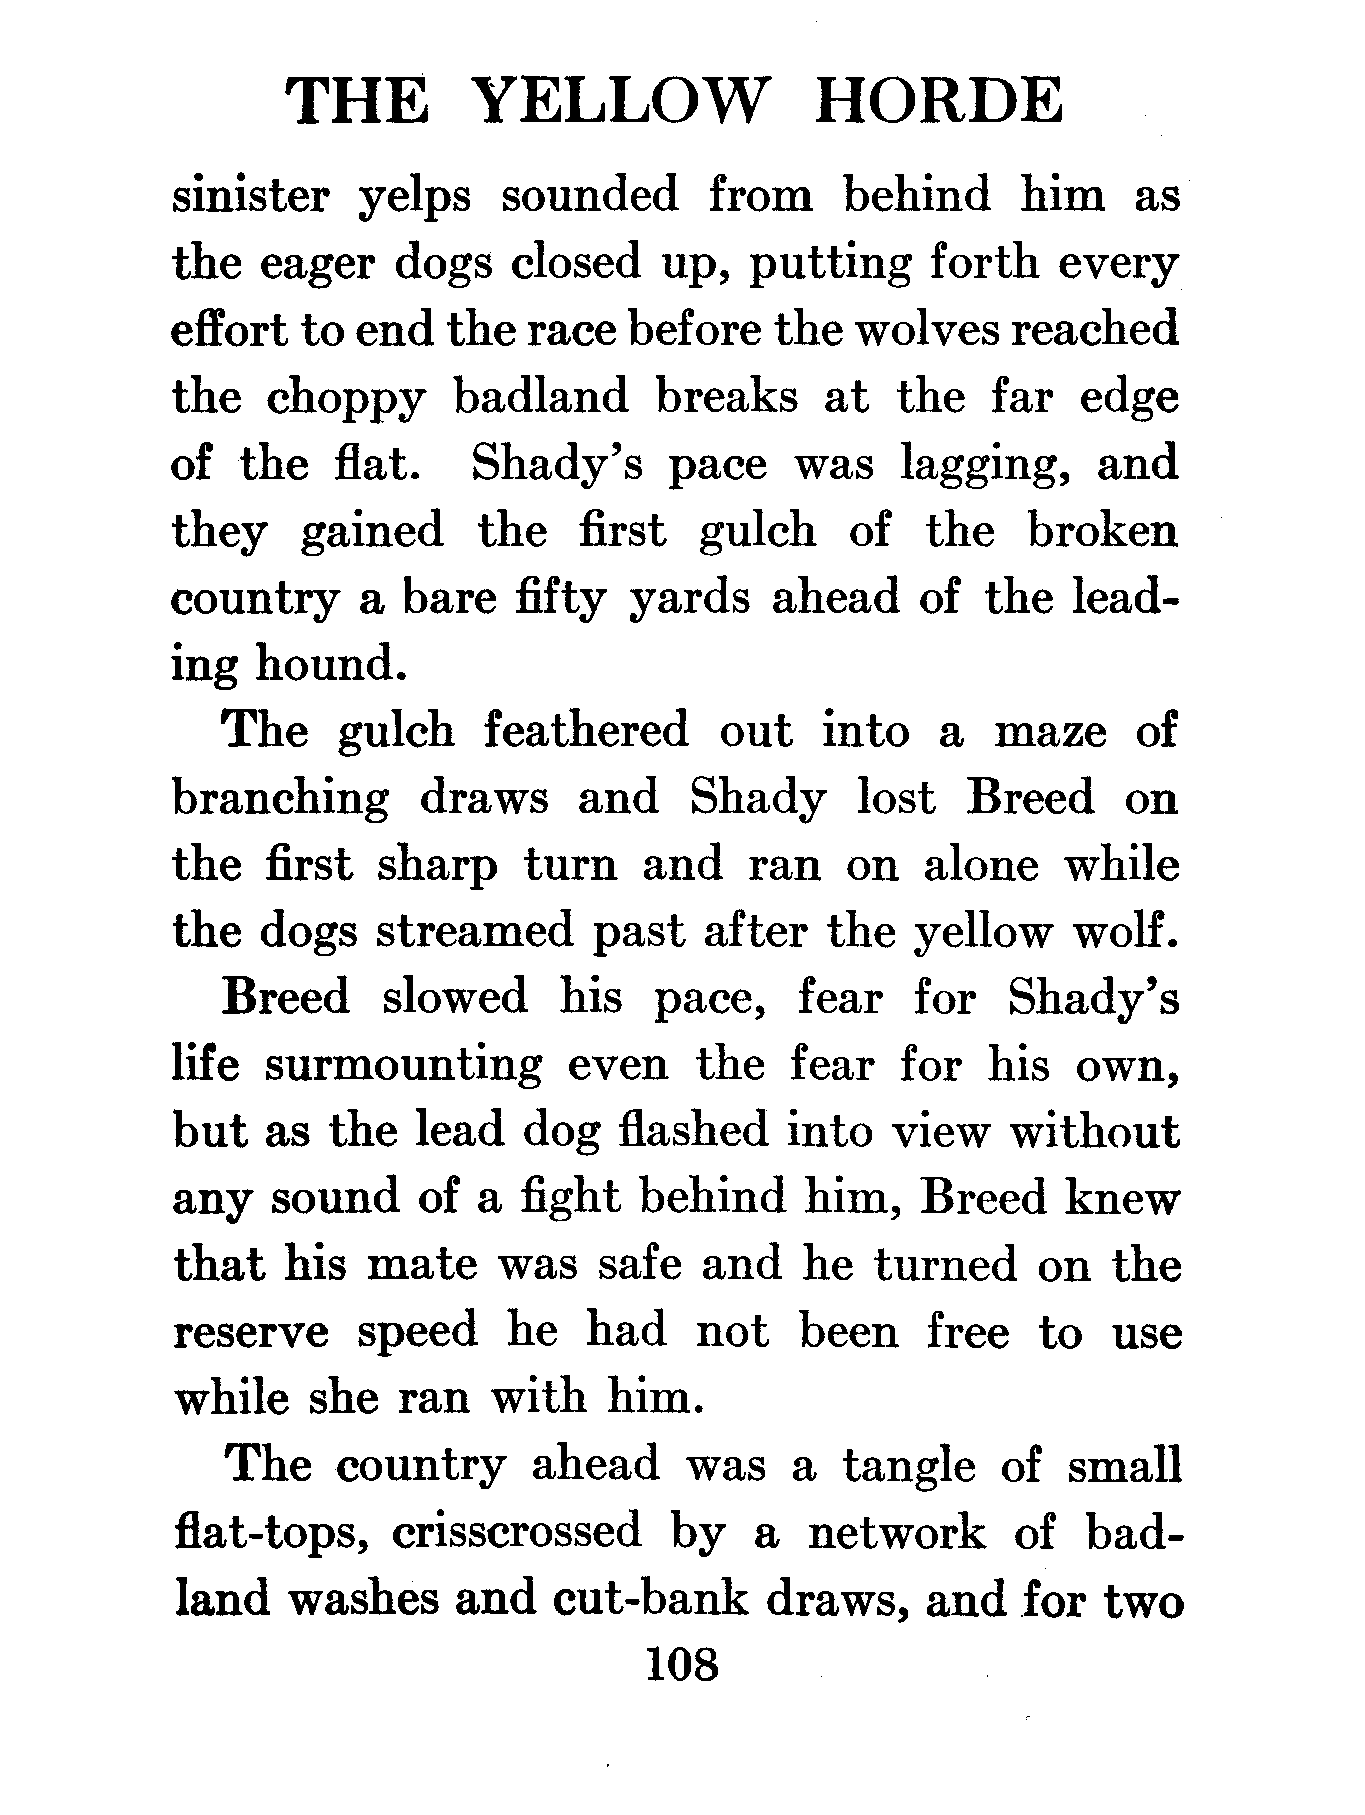 THE YELLOW HORDE
sinister yelps sounded from behind him as
the eager dogs closed up, putting forth every
effort to end the race before the wolves reached
the choppy badland breaks at the far edge
of the flat. Shady's pace was lagging, and
they gained the first gulch of the broken
country a bare fifty yards ahead of the lead-
ing hound.
The gulch feathered out into a maze of
branching draws and Shady lost Breed on
the first sharp turn and ran on alone while
the dogs streamed past after the yellow wolf.
Breed slowed his pace, fear for Shady's
life surmounting even the fear for his own,
but as the lead dog flashed into view without
any sound of a fight behind him, Breed knew
that his mate was safe and he turned on the
reserve speed he had not been free to use
while she ran with him.
The country ahead was a tangle of small
flat-tops, crisscrossed by a network of bad-
land washes and cut-bank draws, and for two
108